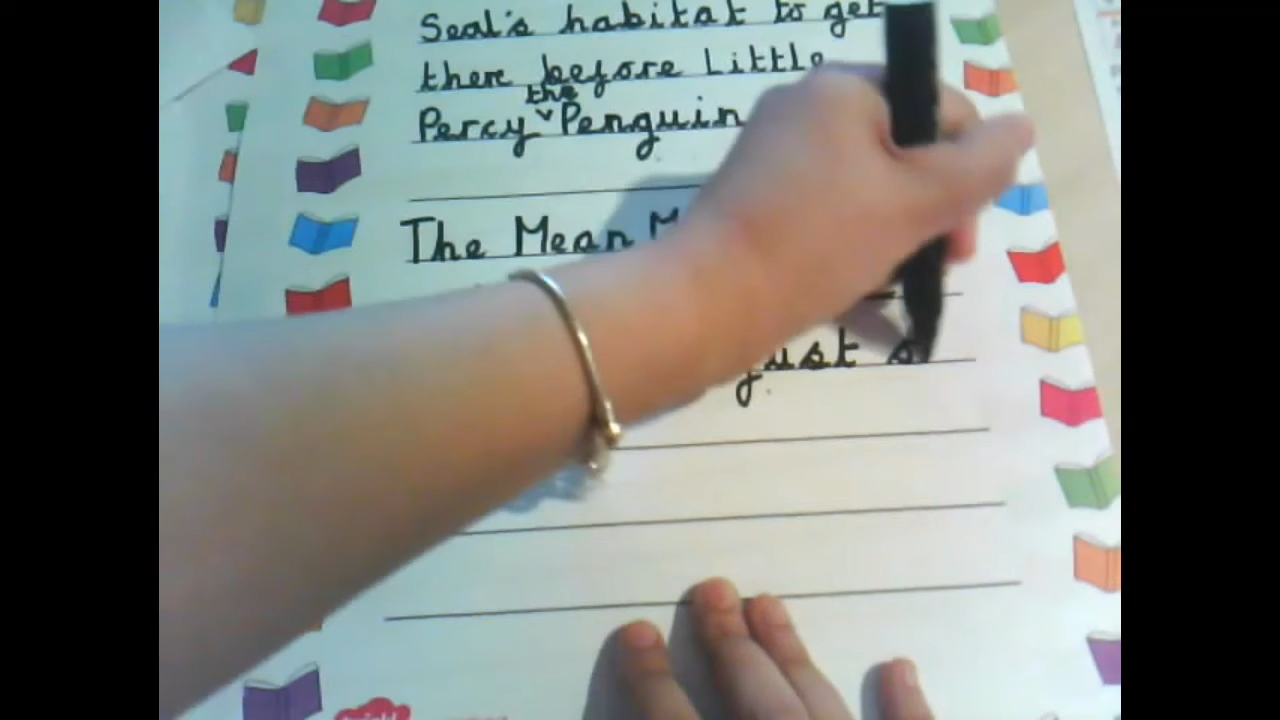 Seal's habitat to get
there before Little
the
Percy Penguin
The Mean
just